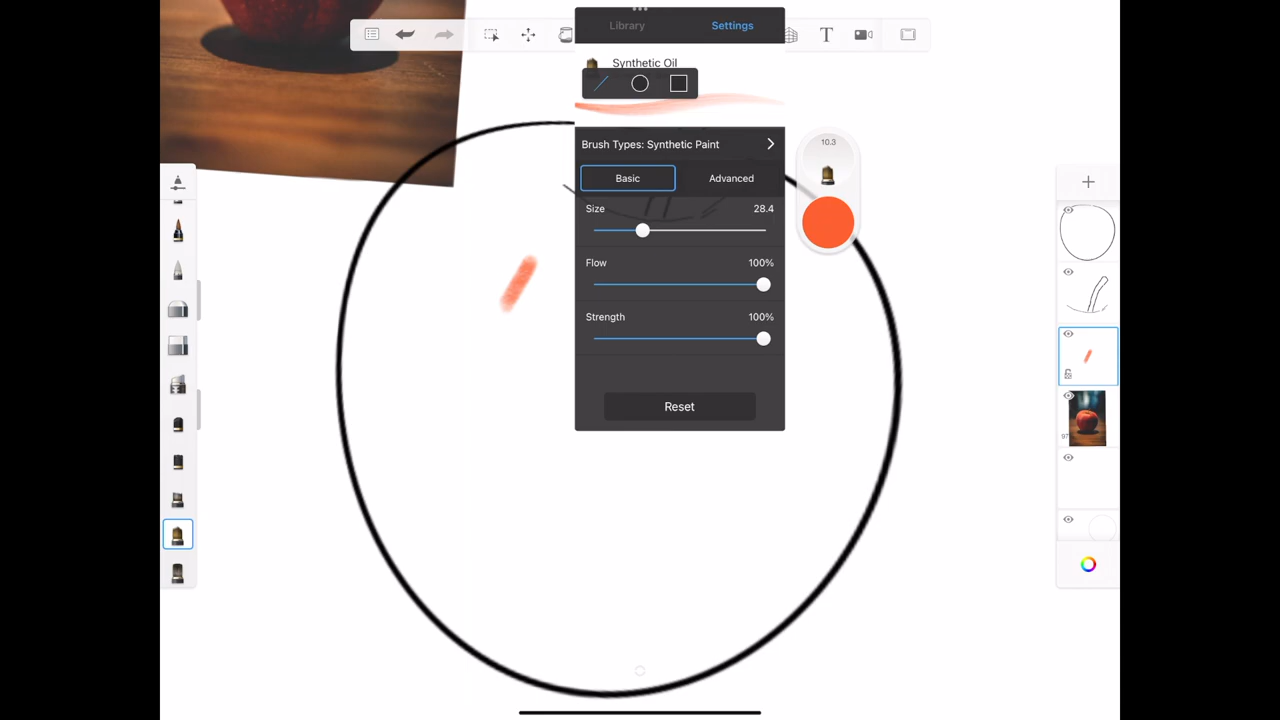 Library Settings
T
Synthetic Oil
10.3
Brush Types: Synthetic Paint
Basic Advanced
Size 28.4
Flow 100%
Strength 100%
97
Reset